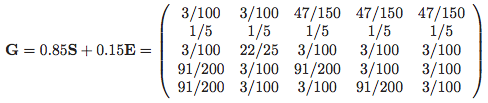 G = 0.85S + 0.15E =
3/100 3/100 47/150 47/150 47/150
1/5 1/5 1/5 1/5 1/5
3/100 22/25 3/100 3/100 3/100
91/200 3/100 91/200 3/100 3/100
91/200 3/100 3/100 91/200 3/100